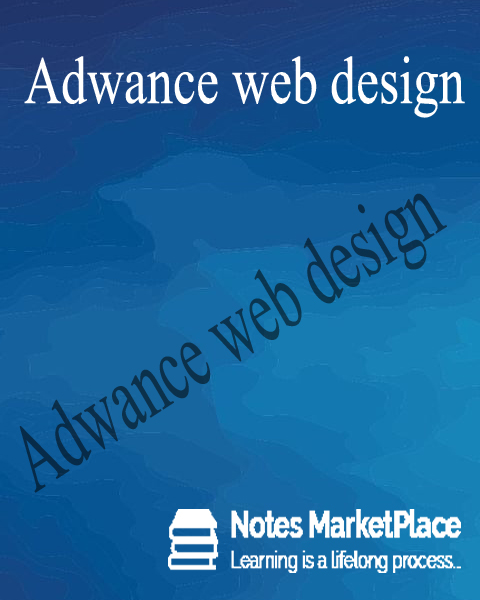 Adwance web design
Adwance web design
Notes MarketPlace
Learning is a lifelong process...